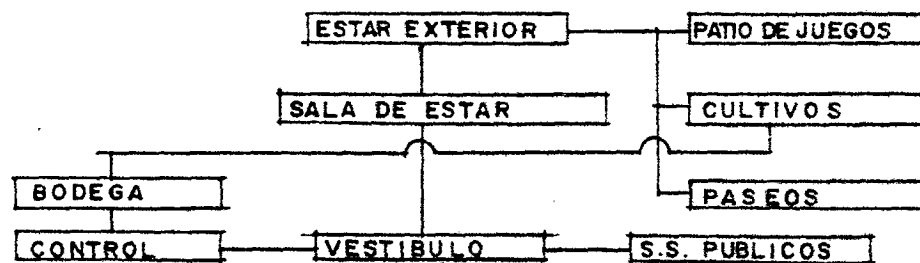 ESTAR EXTERIOR
PATIO DE JUEGOS
SALA DE ESTAR
CULTIVOS
BODEGA
PASEOS
CONTROL
VESTIBULO
S.S. PUBLICOS